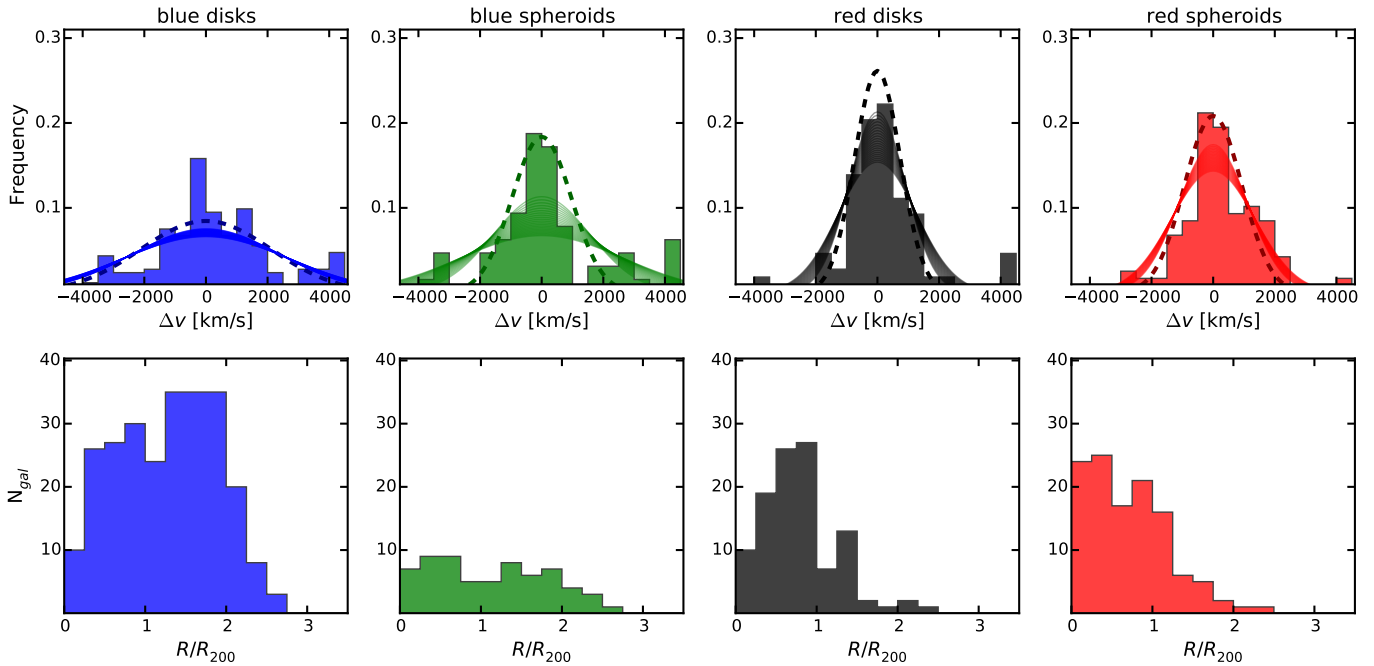 blue disks
blue spheroids
red disks
red spheroids
Frequency
0.3
0.2
0.1
−4000 −2000 0 2000 4000
Δv [km/s]
0.3
0.2
0.1
−4000 −2000 0 2000 4000
Δv [km/s]
0.3
0.2
0.1
−4000 −2000 0 2000 4000
Δv [km/s]
0.3
0.2
0.1
−4000 −2000 0 2000 4000
Δv [km/s]
N_gal
40
30
20
10
0 1 2 3
R/R_200
40
30
20
10
0 1 2 3
R/R_200
40
30
20
10
0 1 2 3
R/R_200
40
30
20
10
0 1 2 3
R/R_200